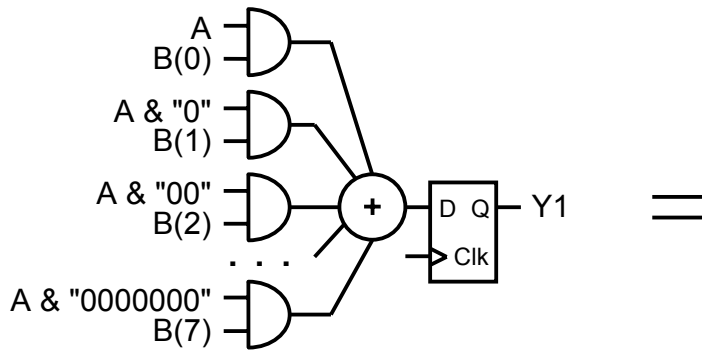 A
B(0)
A & "0"
B(1)
A & "00"
B(2)
+
D Q
Y1
Clk
. . .
A & "0000000"
B(7)